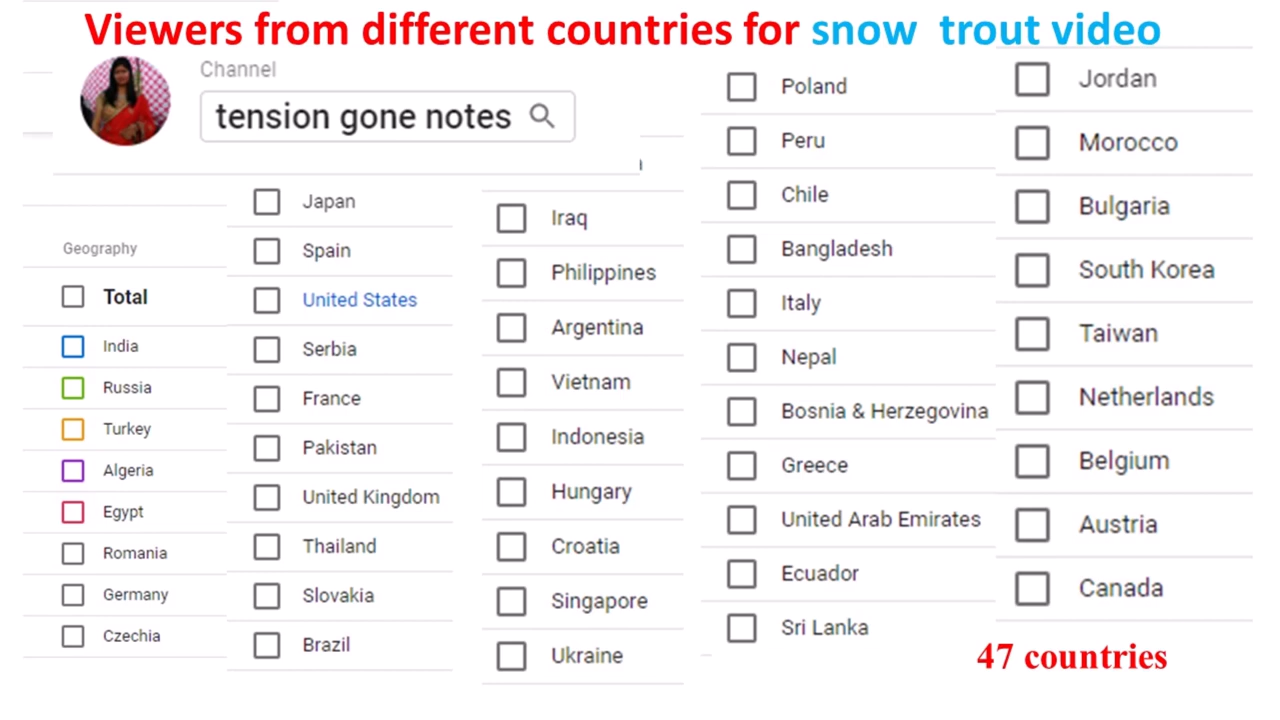 Viewers from different countries for snow trout video
Channel
tension gone notes
Geography
Total
India
Russia
Turkey
Algeria
Egypt
Romania
Germany
Czechia
Japan
Spain
United States
Serbia
France
Pakistan
United Kingdom
Thailand
Slovakia
Brazil
Iraq
Philippines
Argentina
Vietnam
Indonesia
Hungary
Croatia
Singapore
Ukraine
Poland
Peru
Chile
Bangladesh
Italy
Nepal
Bosnia & Herzegovina
Greece
United Arab Emirates
Ecuador
Sri Lanka
Jordan
Morocco
Bulgaria
South Korea
Taiwan
Netherlands
Belgium
Austria
Canada
47 countries